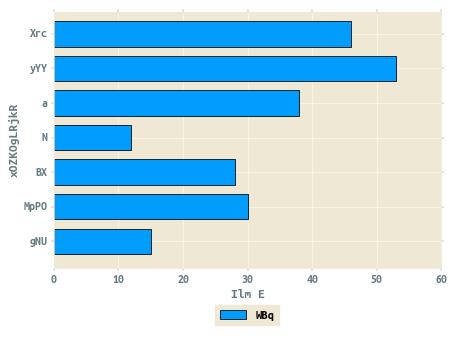 Xrc
yYY
a
N
BX
MpPO
gNU
xOZKOgLRjkR
0 10 20 30 40 50 60
Ilm E
WBq